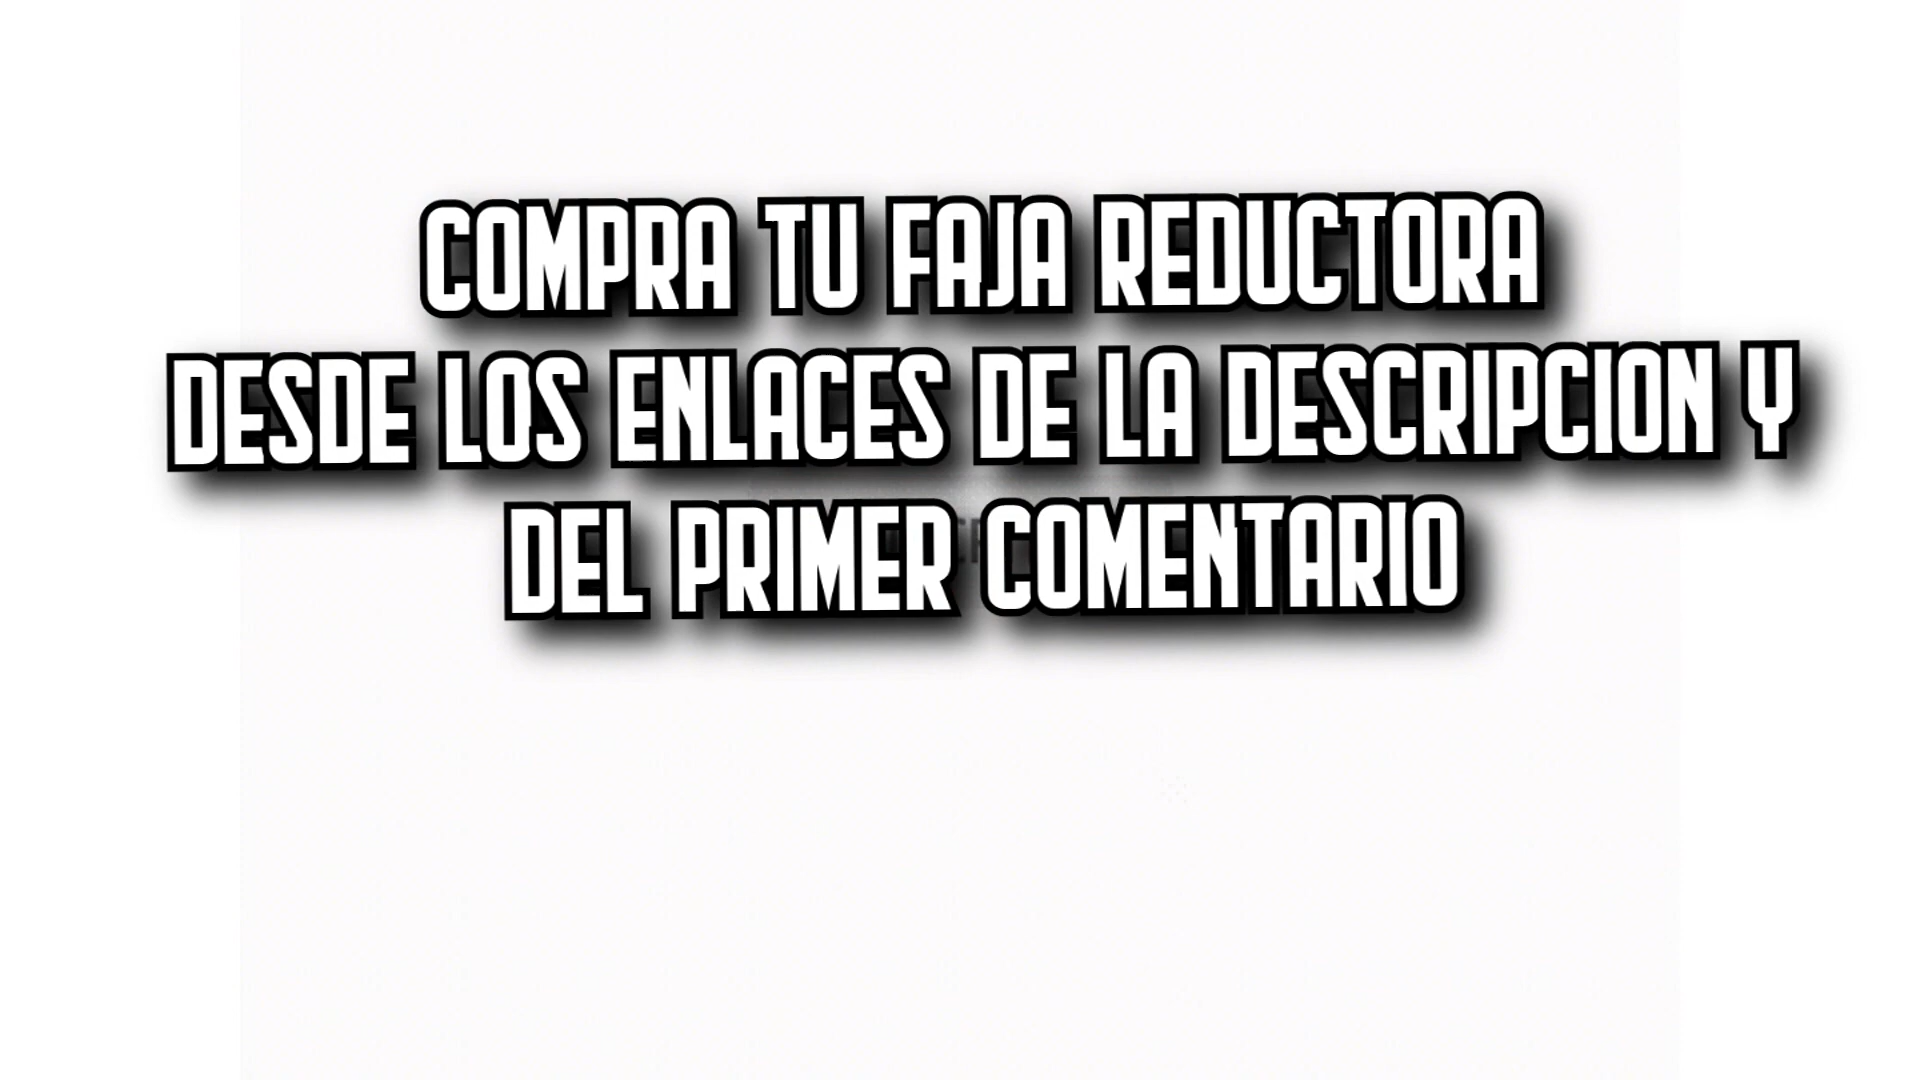 COMPRA TU FAJA REDUCTORA
DESDE LOS ENLACES DE LA DESCRIPCION Y
DEL PRIMER COMENTARIO